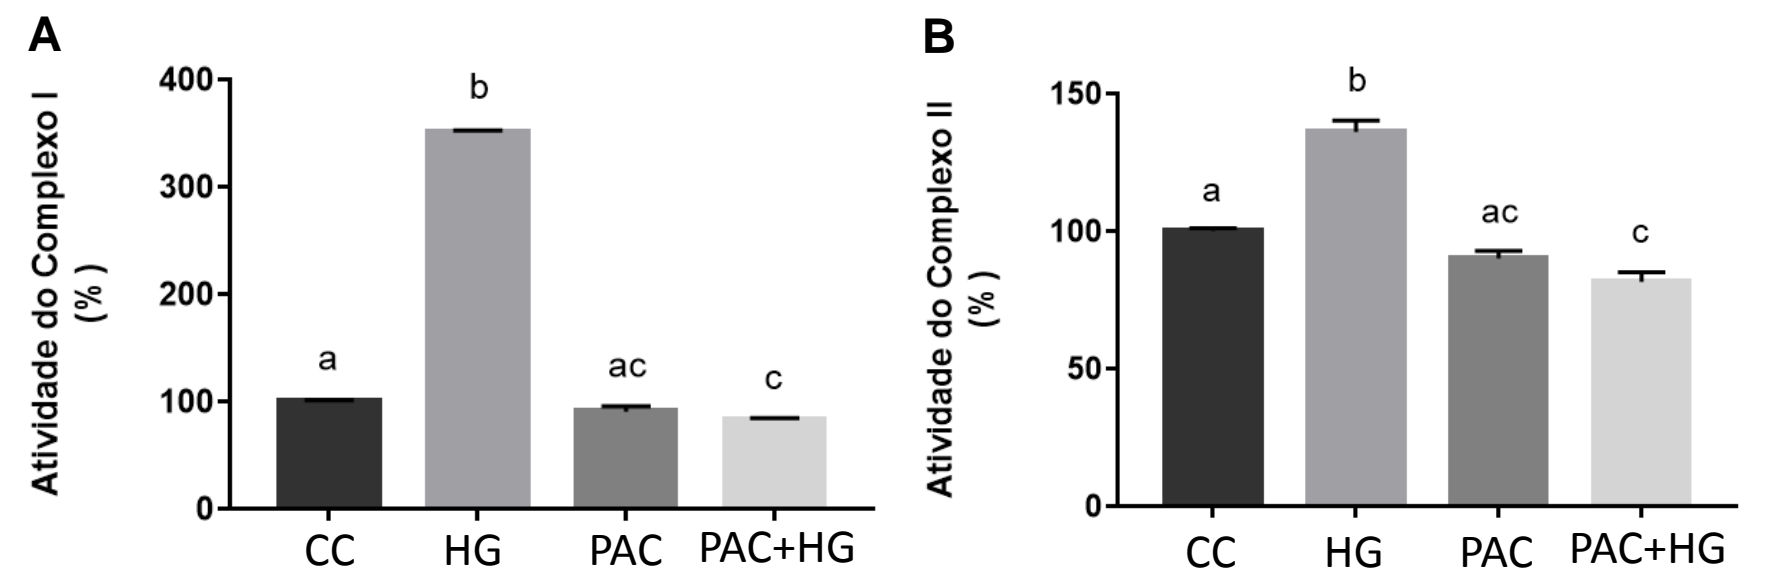 A
Atividade do Complexo I
(%)
400
300
200
100
0
b
a
ac
c
CC
HG
PAC
PAC+HG
B
Atividade do Complexo II
(%)
150
100
50
0
b
a
ac
c
CC
HG
PAC
PAC+HG